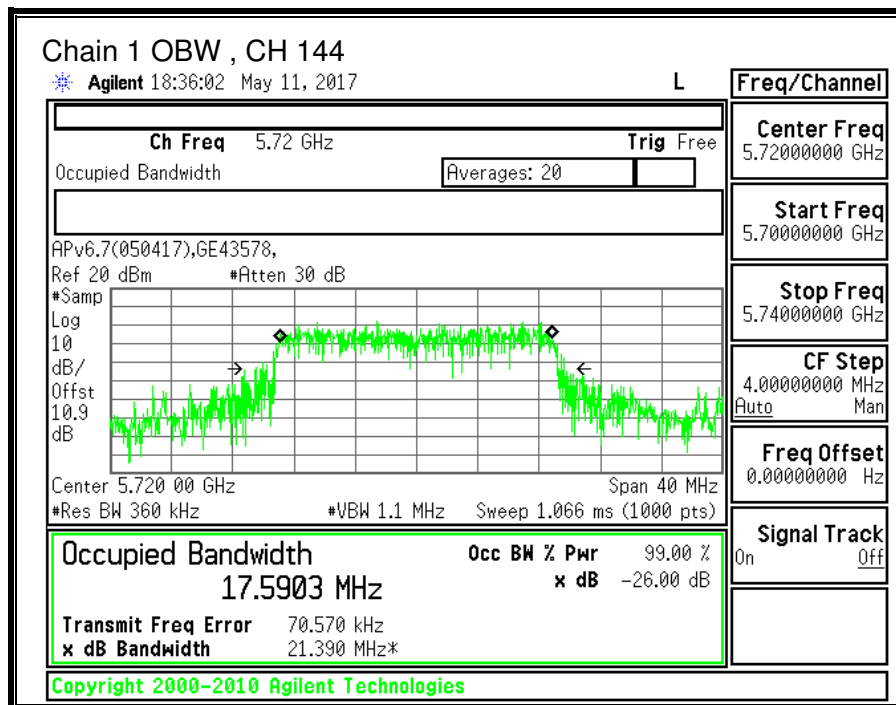 Chain 1 OBW , CH 144
Agilent 18:36:02 May 11, 2017 L
Freq/Channel
Ch Freq 5.72 GHz Trig Free
Occupied Bandwidth Averages: 20
Center Freq
5.72000000 GHz
Start Freq
5.70000000 GHz
Stop Freq
5.74000000 GHz
CF Step
4.00000000 MHz
Auto Man
Freq Offset
0.00000000 Hz
Signal Track
On Off
APv6.7(050417),GE43578,
Ref 20 dBm #Atten 30 dB
#Samp
Log
10
dB/
Offst
10.9
dB
Center 5.720 00 GHz Span 40 MHz
#Res BW 360 kHz #VBW 1.1 MHz Sweep 1.066 ms (1000 pts)
Occupied Bandwidth Occ BW % Pwr 99.00 %
17.5903 MHz x dB -26.00 dB
Transmit Freq Error 70.570 kHz
x dB Bandwidth 21.390 MHz*
Copyright 2000-2010 Agilent Technologies